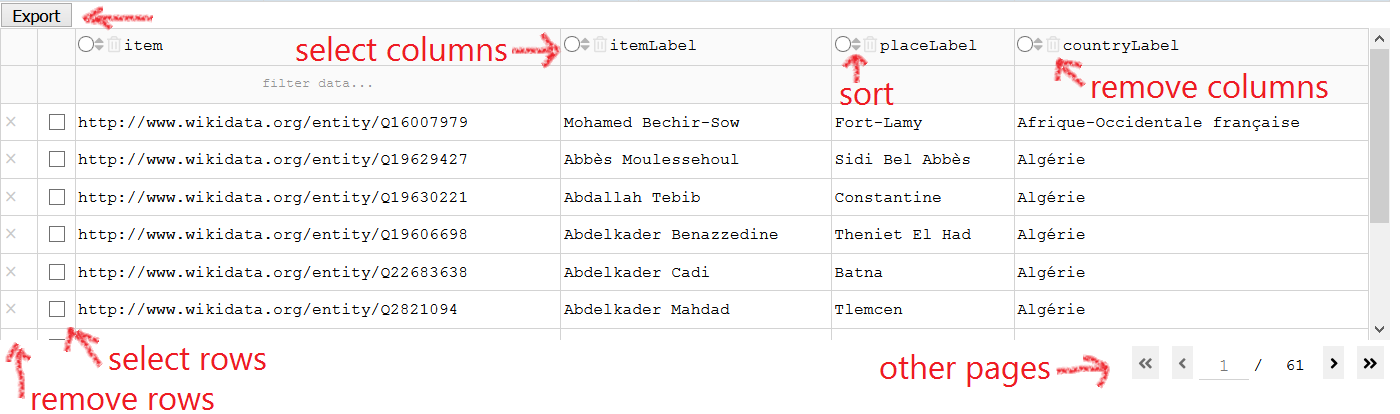 Export
item itemLabel placeLabel countryLabel
select columns
sort
remove columns
filter data...
× http://www.wikidata.org/entity/Q16007979 Mohamed Bechir-Sow Fort-Lamy Afrique-Occidentale française
× http://www.wikidata.org/entity/Q19629427 Abbès Moulessehoul Sidi Bel Abbès Algérie
× http://www.wikidata.org/entity/Q19630221 Abdallah Tebib Constantine Algérie
× http://www.wikidata.org/entity/Q19606698 Abdelkader Benazzedine Theniet El Had Algérie
× http://www.wikidata.org/entity/Q22683638 Abdelkader Cadi Batna Algérie
× http://www.wikidata.org/entity/Q2821094 Abdelkader Mahdad Tlemcen Algérie
select rows
remove rows
other pages
« ‹ 1 / 61 › »